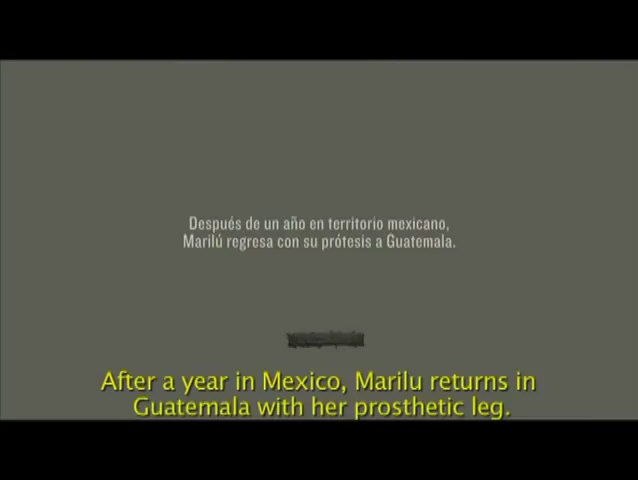 Después de un año en territorio mexicano,
Marilú regresa con su prótesis a Guatemala.
After a year in Mexico, Marilu returns in
Guatemala with her prosthetic leg.